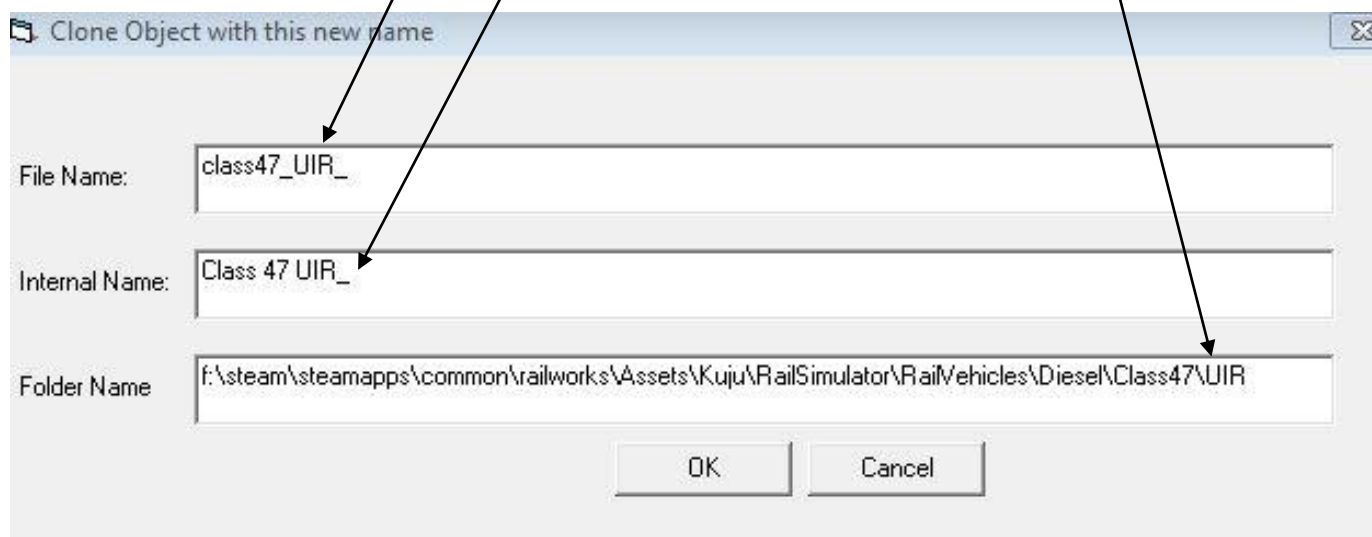 Clone Object with this new name
File Name:
class47_UIR_
Internal Name:
Class 47 UIR_
Folder Name
f:\steam\steamapps\common\railworks\Assets\Kuju\RailSimulator\RailVehicles\Diesel\Class47\UIR
OK
Cancel